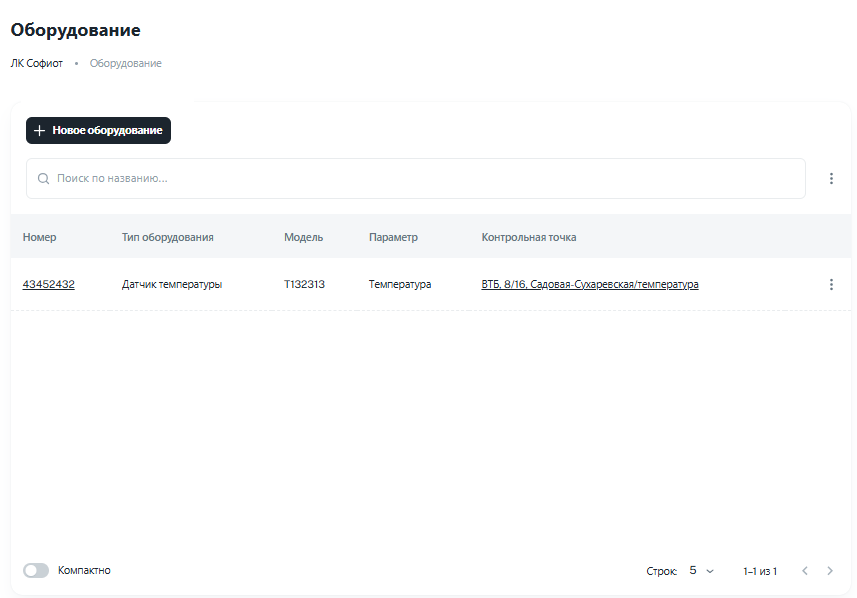 Оборудование
ЛК Софиот • Оборудование
Новое оборудование
Поиск по названию...
Номер Тип оборудования Модель Параметр Контрольная точка
43452432 Датчик температуры T132313 Температура ВТБ, 8/16, Садовая-Сухаревская/температура
Компактно Строк: 5 1–1 из 1